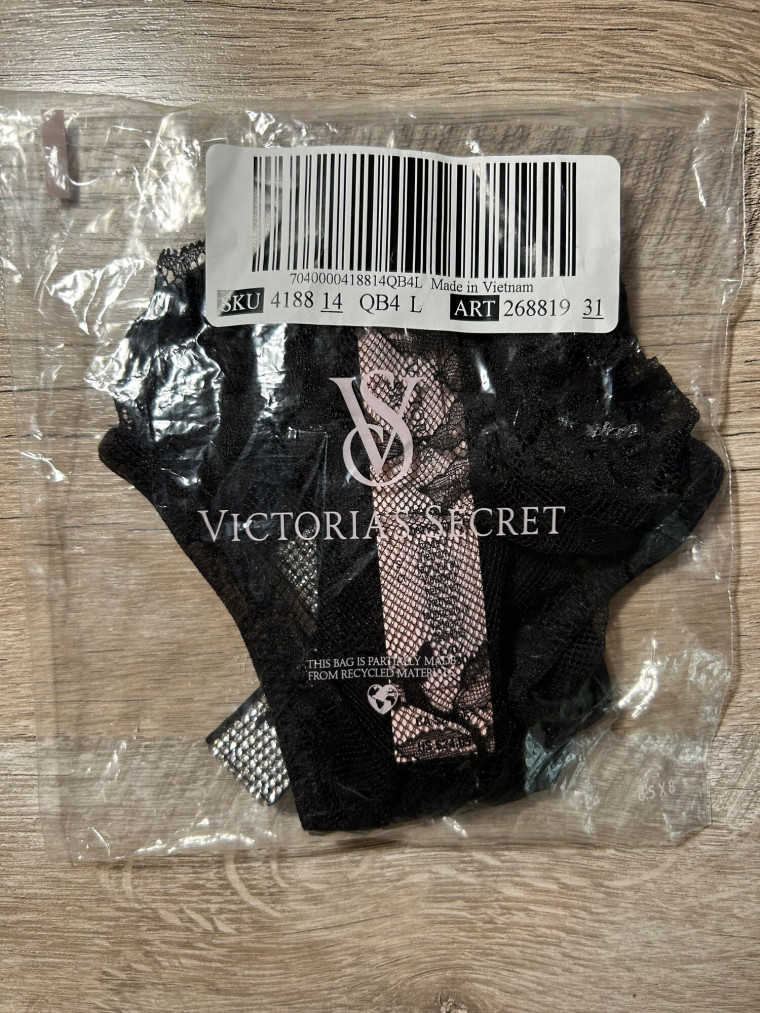 7040000418814QB4L Made in Vietnam
SKU 4188 14 QB4 L ART 268819 31
VS
VICTORIA'S SECRET
THIS BAG IS PARTIALLY MADE
FROM RECYCLED MATERIALS